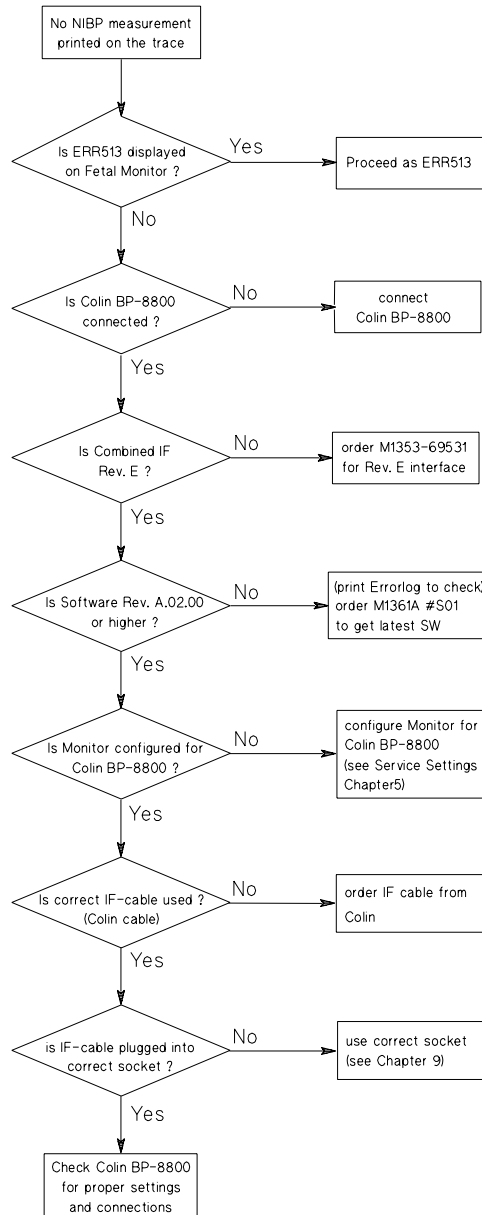 No NIBP measurement
printed on the trace
Is ERR513 displayed
on Fetal Monitor ?
Yes
Proceed as ERR513
No
Is Colin BP-8800
connected ?
No
connect
Colin BP-8800
Yes
Is Combined IF
Rev. E ?
No
order M1353-69531
for Rev. E interface
Yes
Is Software Rev. A.02.00
or higher ?
No
(print Errorlog to check)
order M1361A #S01
to get latest SW
Yes
Is Monitor configured for
Colin BP-8800 ?
No
configure Monitor for
Colin BP-8800
(see Service Settings
Chapter5)
Yes
Is correct IF-cable used ?
(Colin cable)
No
order IF cable from
Colin
Yes
is IF-cable plugged into
correct socket ?
No
use correct socket
(see Chapter 9)
Yes
Check Colin BP-8800
for proper settings
and connections